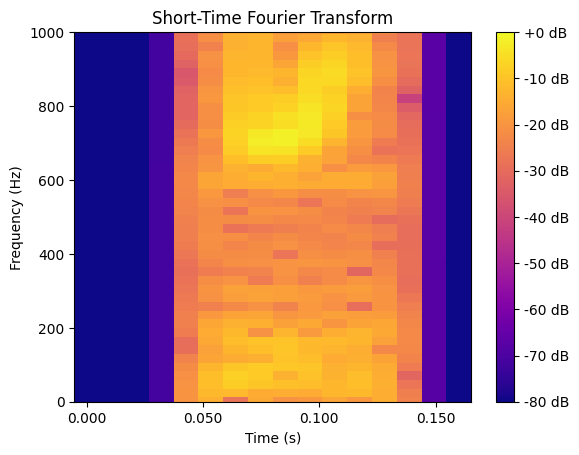 Short-Time Fourier Transform
1000
800
600
400
200
0
Frequency (Hz)
0.000
0.050
0.100
0.150
Time (s)
+0 dB
-10 dB
-20 dB
-30 dB
-40 dB
-50 dB
-60 dB
-70 dB
-80 dB